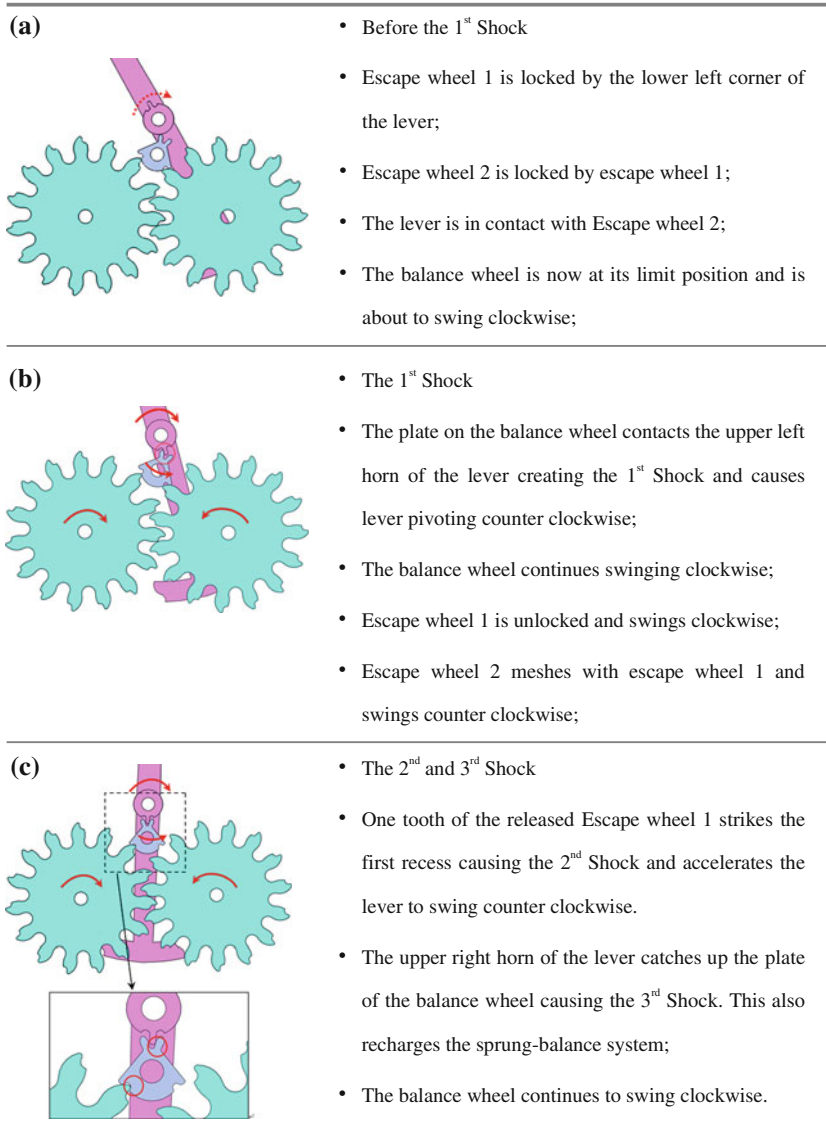 (a)
• Before the 1st Shock
• Escape wheel 1 is locked by the lower left corner of
the lever;
• Escape wheel 2 is locked by escape wheel 1;
• The lever is in contact with Escape wheel 2;
• The balance wheel is now at its limit position and is
about to swing clockwise;
(b)
• The 1st Shock
• The plate on the balance wheel contacts the upper left
horn of the lever creating the 1st Shock and causes
lever pivoting counter clockwise;
• The balance wheel continues swinging clockwise;
• Escape wheel 1 is unlocked and swings clockwise;
• Escape wheel 2 meshes with escape wheel 1 and
swings counter clockwise;
(c)
• The 2nd and 3rd Shock
• One tooth of the released Escape wheel 1 strikes the
first recess causing the 2nd Shock and accelerates the
lever to swing counter clockwise.
• The upper right horn of the lever catches up the plate
of the balance wheel causing the 3rd Shock. This also
recharges the sprung-balance system;
• The balance wheel continues to swing clockwise.